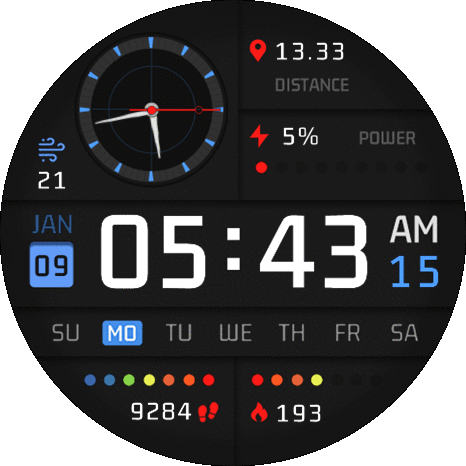 13.33
DISTANCE
5% POWER
21
JAN
09
05:43
AM
15
SU MO TU WE TH FR SA
9284
193